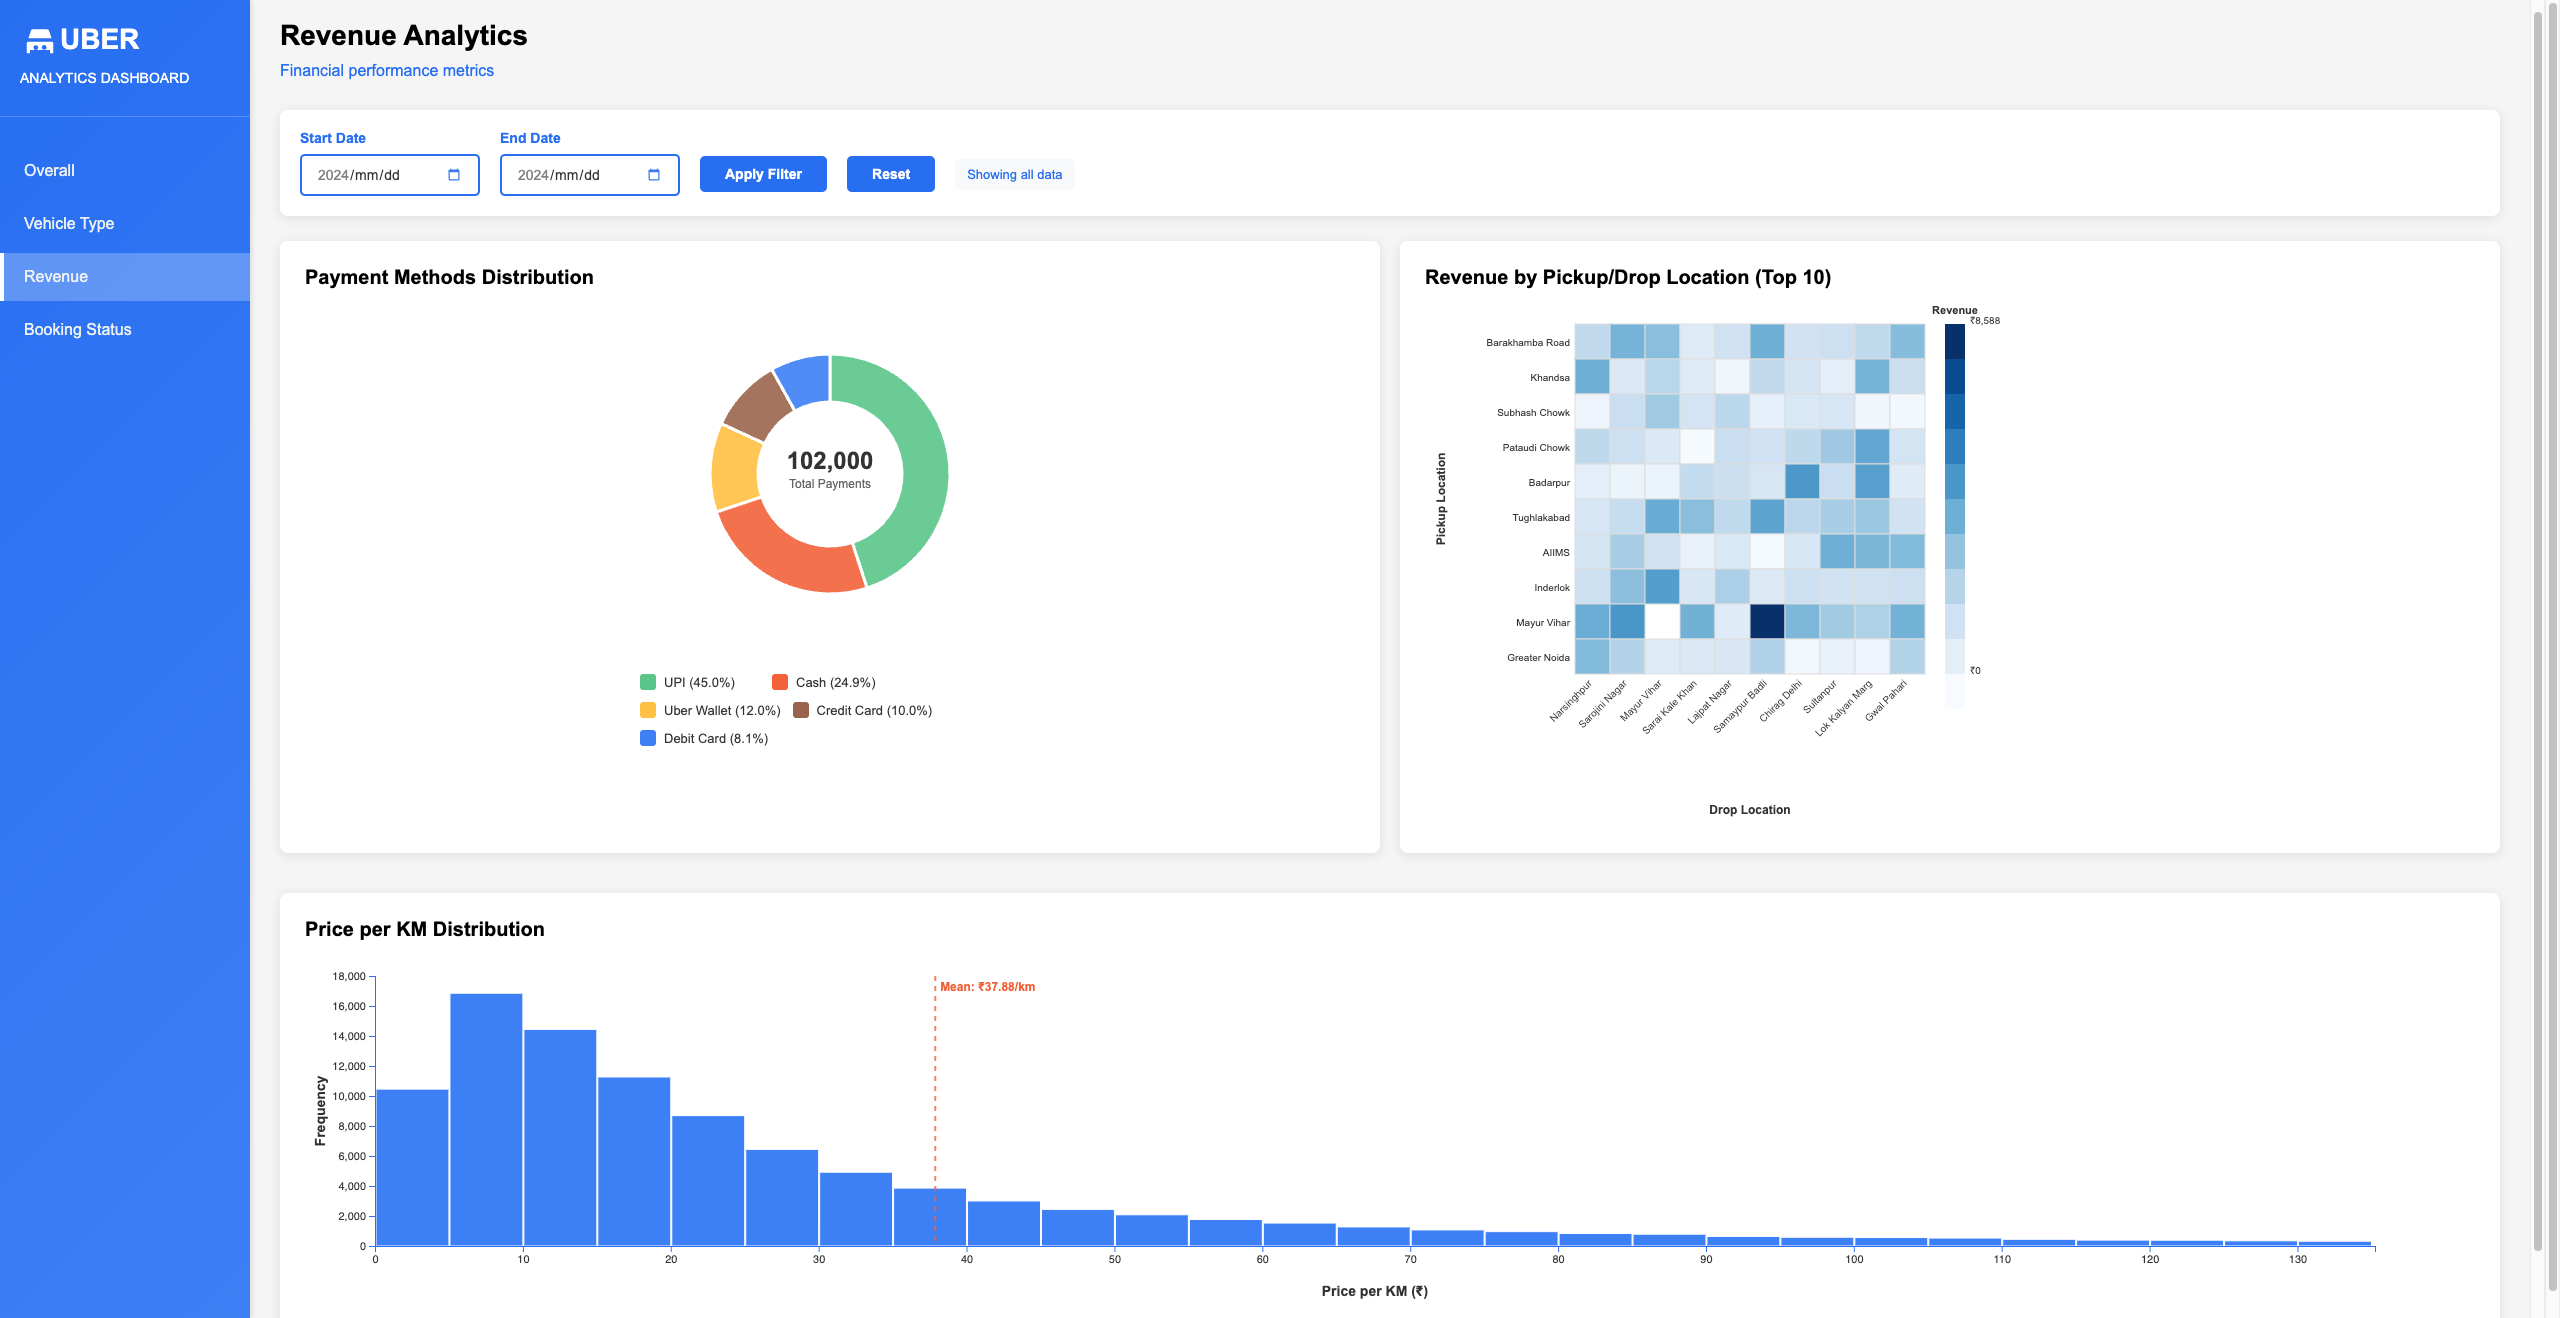 UBER
ANALYTICS DASHBOARD
Overall
Vehicle Type
Revenue
Booking Status
Revenue Analytics
Financial performance metrics
Start Date
End Date
2024/mm/dd
2024/mm/dd
Apply Filter
Reset
Showing all data
Payment Methods Distribution
102,000
Total Payments
UPI (45.0%)
Cash (24.9%)
Uber Wallet (12.0%)
Credit Card (10.0%)
Debit Card (8.1%)
Revenue by Pickup/Drop Location (Top 10)
Revenue
₹8,588
₹0
Pickup Location
Barakhamba Road
Khandsa
Subhash Chowk
Pataudi Chowk
Badarpur
Tughlakabad
AIIMS
Inderlok
Mayur Vihar
Greater Noida
Narsinghpur
Sarojini Nagar
Mayur Vihar
Sarai Kale Khan
Lajpat Nagar
Samaypur Badli
Chirag Delhi
Sultanpur
Lok Kalyan Marg
Gwal Pahari
Drop Location
Price per KM Distribution
Mean: ₹37.88/km
Frequency
18,000
16,000
14,000
12,000
10,000
8,000
6,000
4,000
2,000
0
0
10
20
30
40
50
60
70
80
90
100
110
120
130
Price per KM (₹)